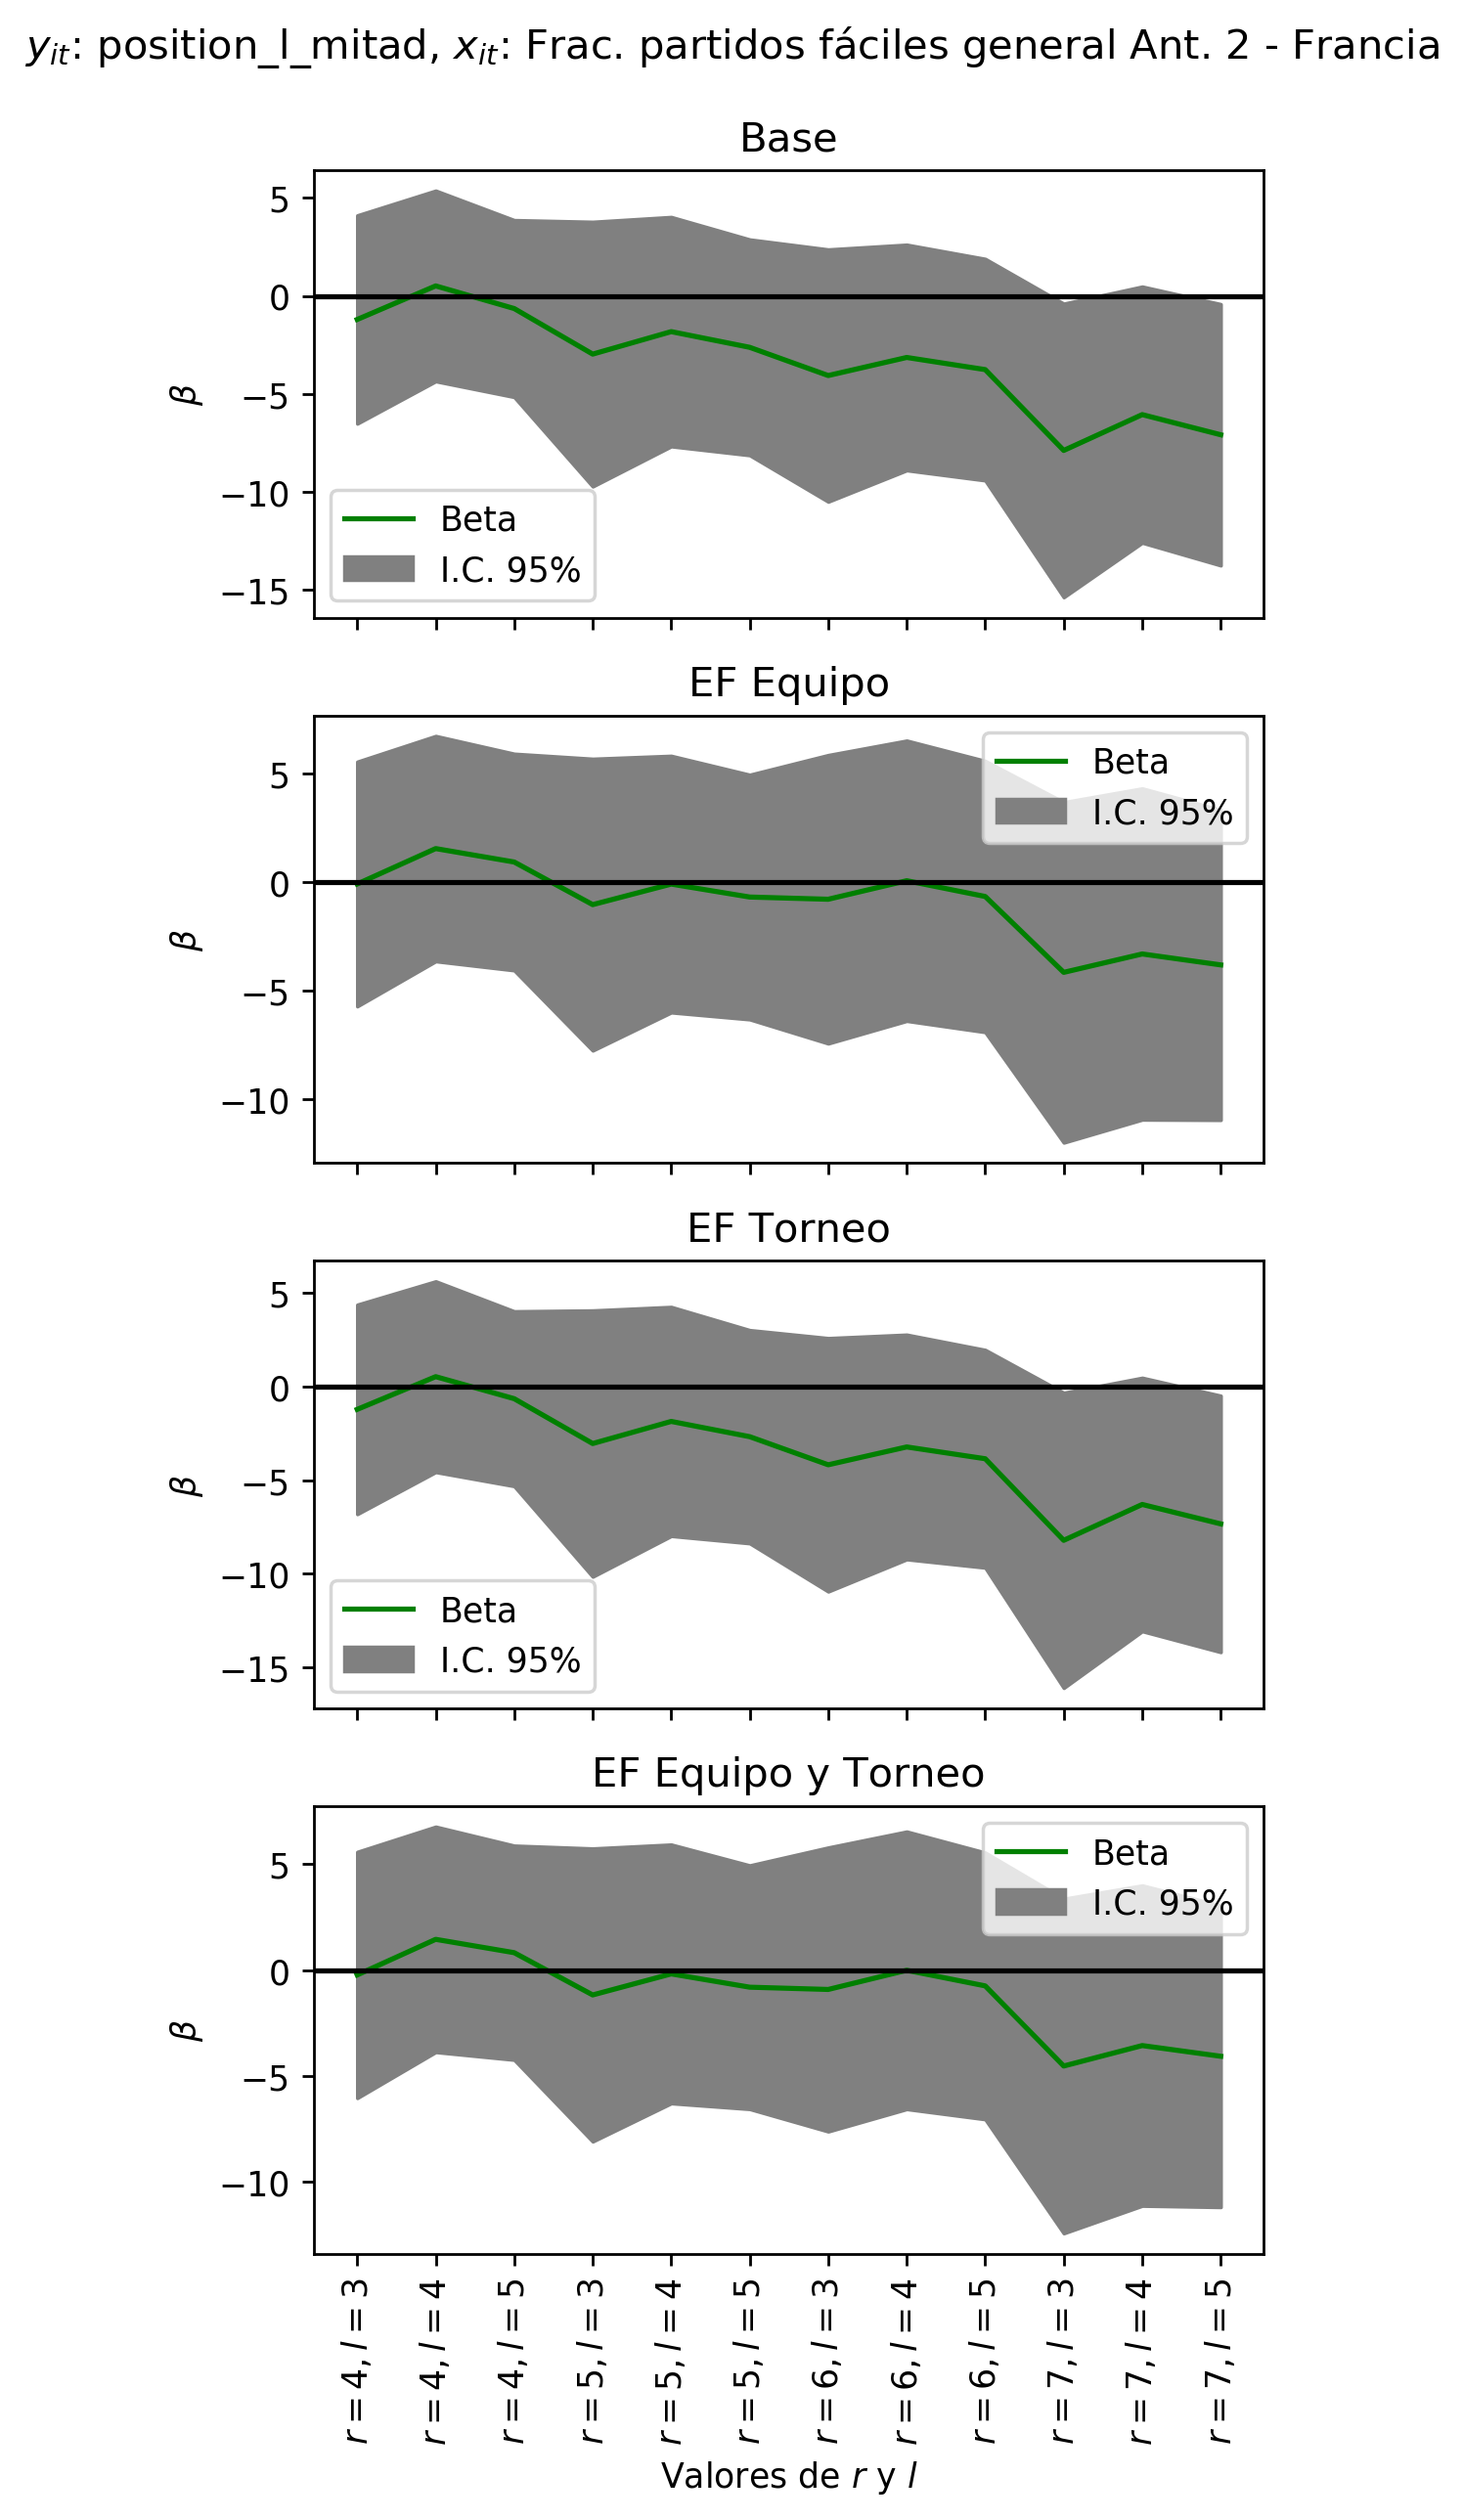 y_it: position_l_mitad, x_it: Frac. partidos fáciles general Ant. 2 - Francia
Base
5
0
−5
−10
−15
β
Beta
I.C. 95%
EF Equipo
5
0
−5
−10
β
Beta
I.C. 95%
EF Torneo
5
0
−5
−10
−15
β
Beta
I.C. 95%
EF Equipo y Torneo
5
0
−5
−10
β
Beta
I.C. 95%
r = 4, l = 3
r = 4, l = 4
r = 4, l = 5
r = 5, l = 3
r = 5, l = 4
r = 5, l = 5
r = 6, l = 3
r = 6, l = 4
r = 6, l = 5
r = 7, l = 3
r = 7, l = 4
r = 7, l = 5
Valores de r y l